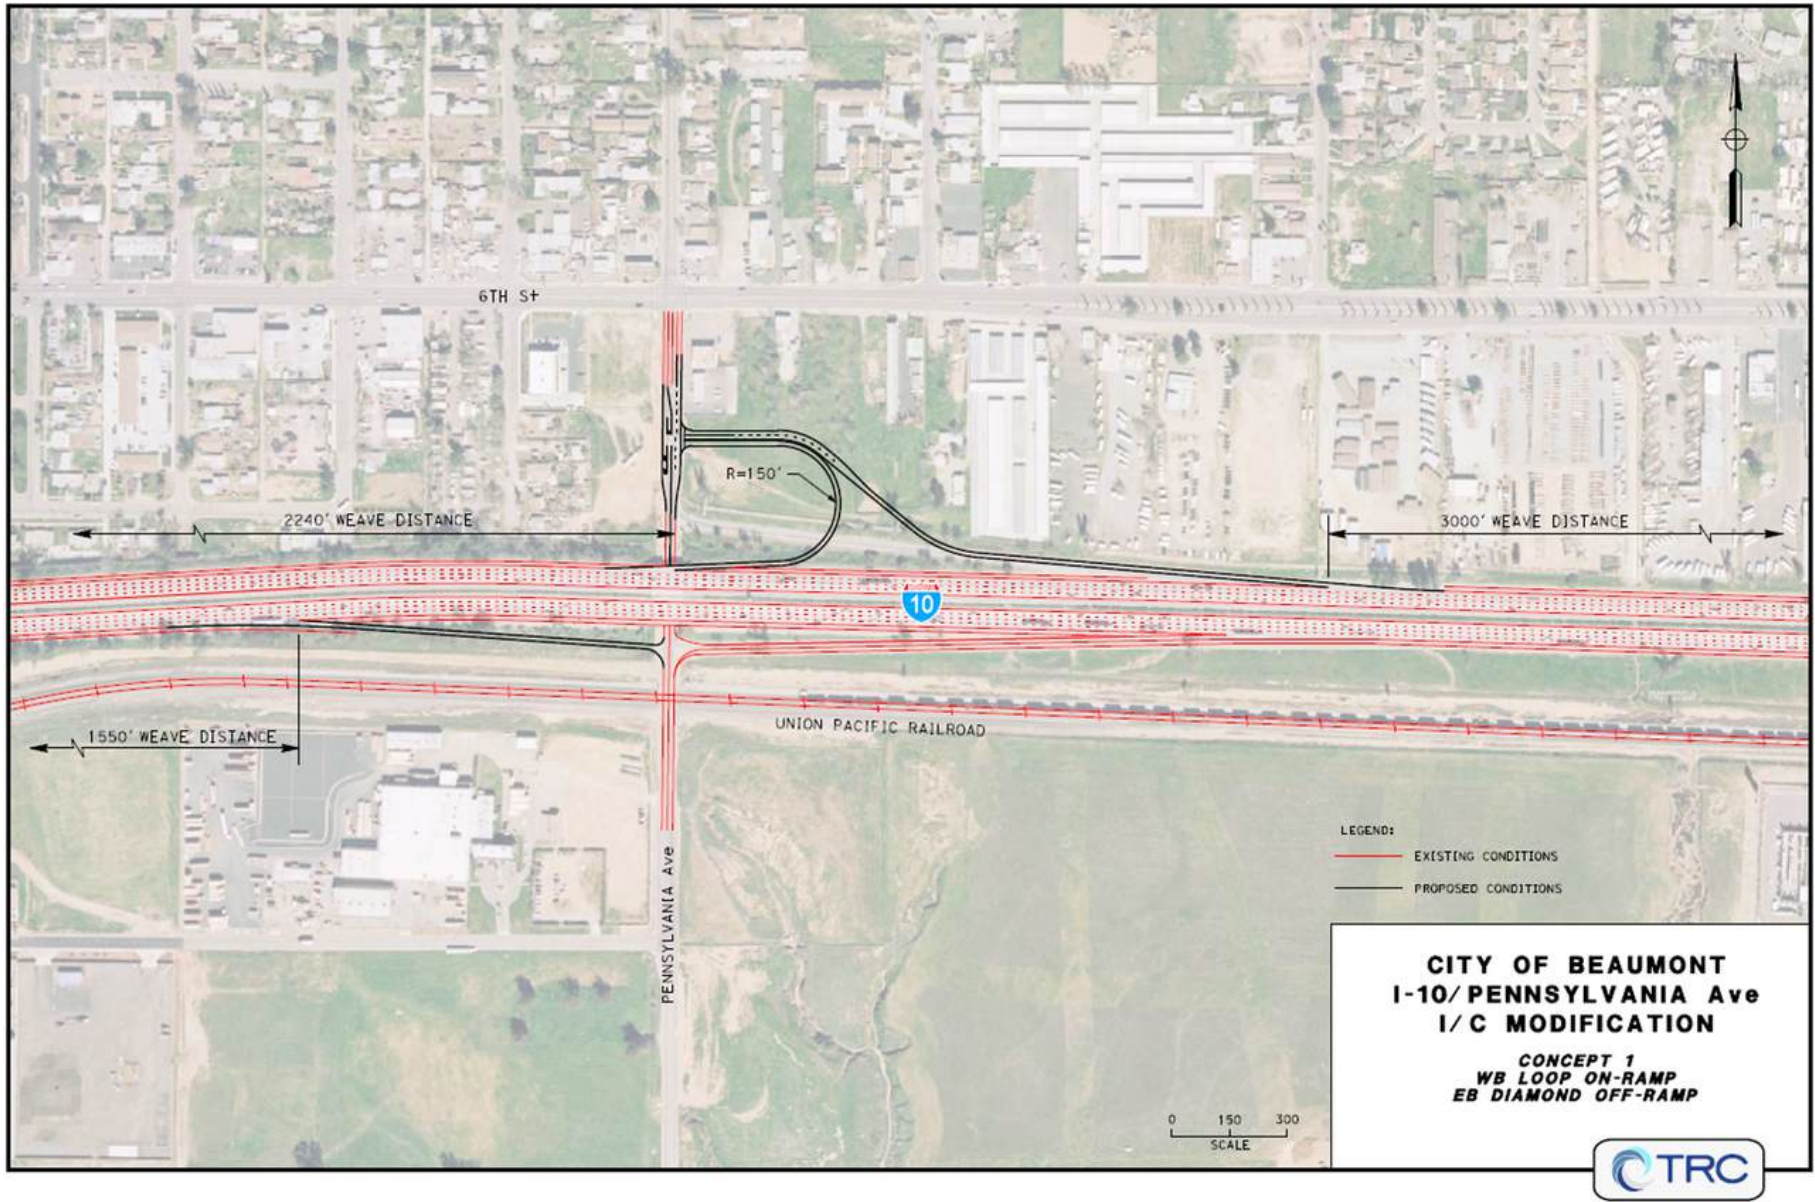 6TH St
R=150'
2240' WEAVE DISTANCE
3000' WEAVE DISTANCE
10
1550' WEAVE DISTANCE
UNION PACIFIC RAILROAD
PENNSYLVANIA Ave
LEGEND:
EXISTING CONDITIONS
PROPOSED CONDITIONS
CITY OF BEAUMONT
I-10/PENNSYLVANIA Ave
I/C MODIFICATION
CONCEPT 1
WB LOOP ON-RAMP
EB DIAMOND OFF-RAMP
0 150 300
SCALE
TRC